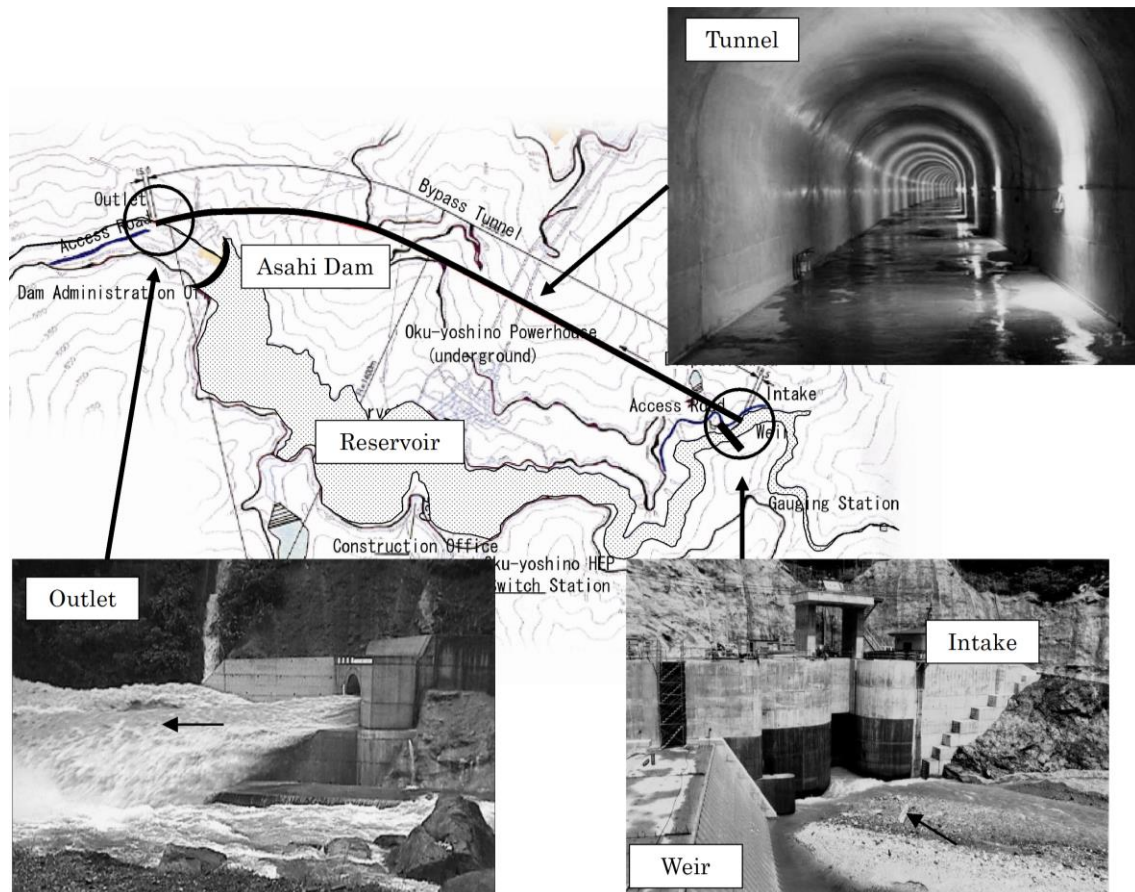 Tunnel
Outlet
Access Road
Bypass Tunnel
Asahi Dam
Dam Administration Of
Oku-yoshino Powerhouse
(underground)
Intake
Access Road
Weir
Reservoir
Gauging Station
Construction Office
Oku-yoshino HEP
Switch Station
Outlet
Intake
Weir